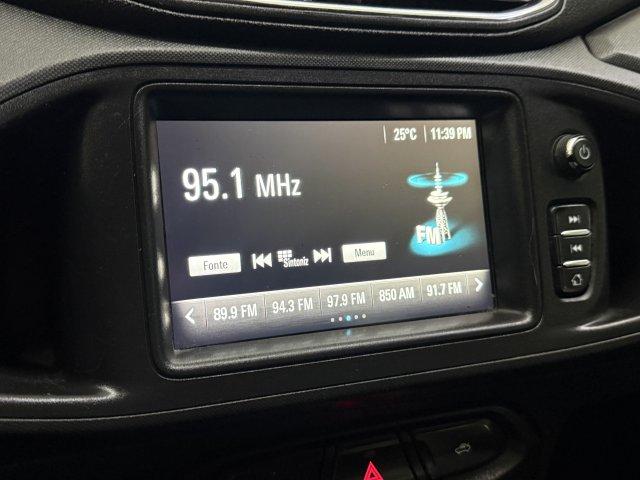 25°C 11:39 PM
95.1 MHz
FM
Fonte Sintoniz Menu
89.9 FM 94.3 FM 97.9 FM 850 AM 91.7 FM